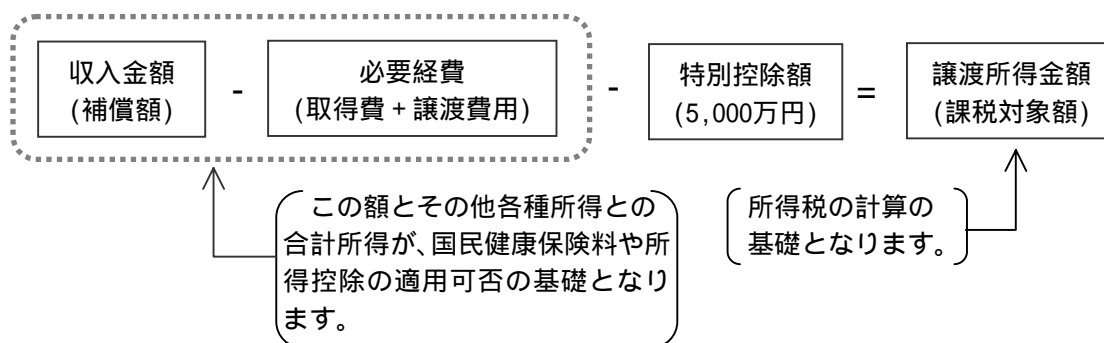 収入金額
(補償額)
-
必要経費
(取得費+譲渡費用)
-
特別控除額
(5,000万円)
=
譲渡所得金額
(課税対象額)
この額とその他各種所得との
合計所得が、国民健康保険料や所
得控除の適用可否の基礎となり
ます。
所得税の計算の
基礎となります。